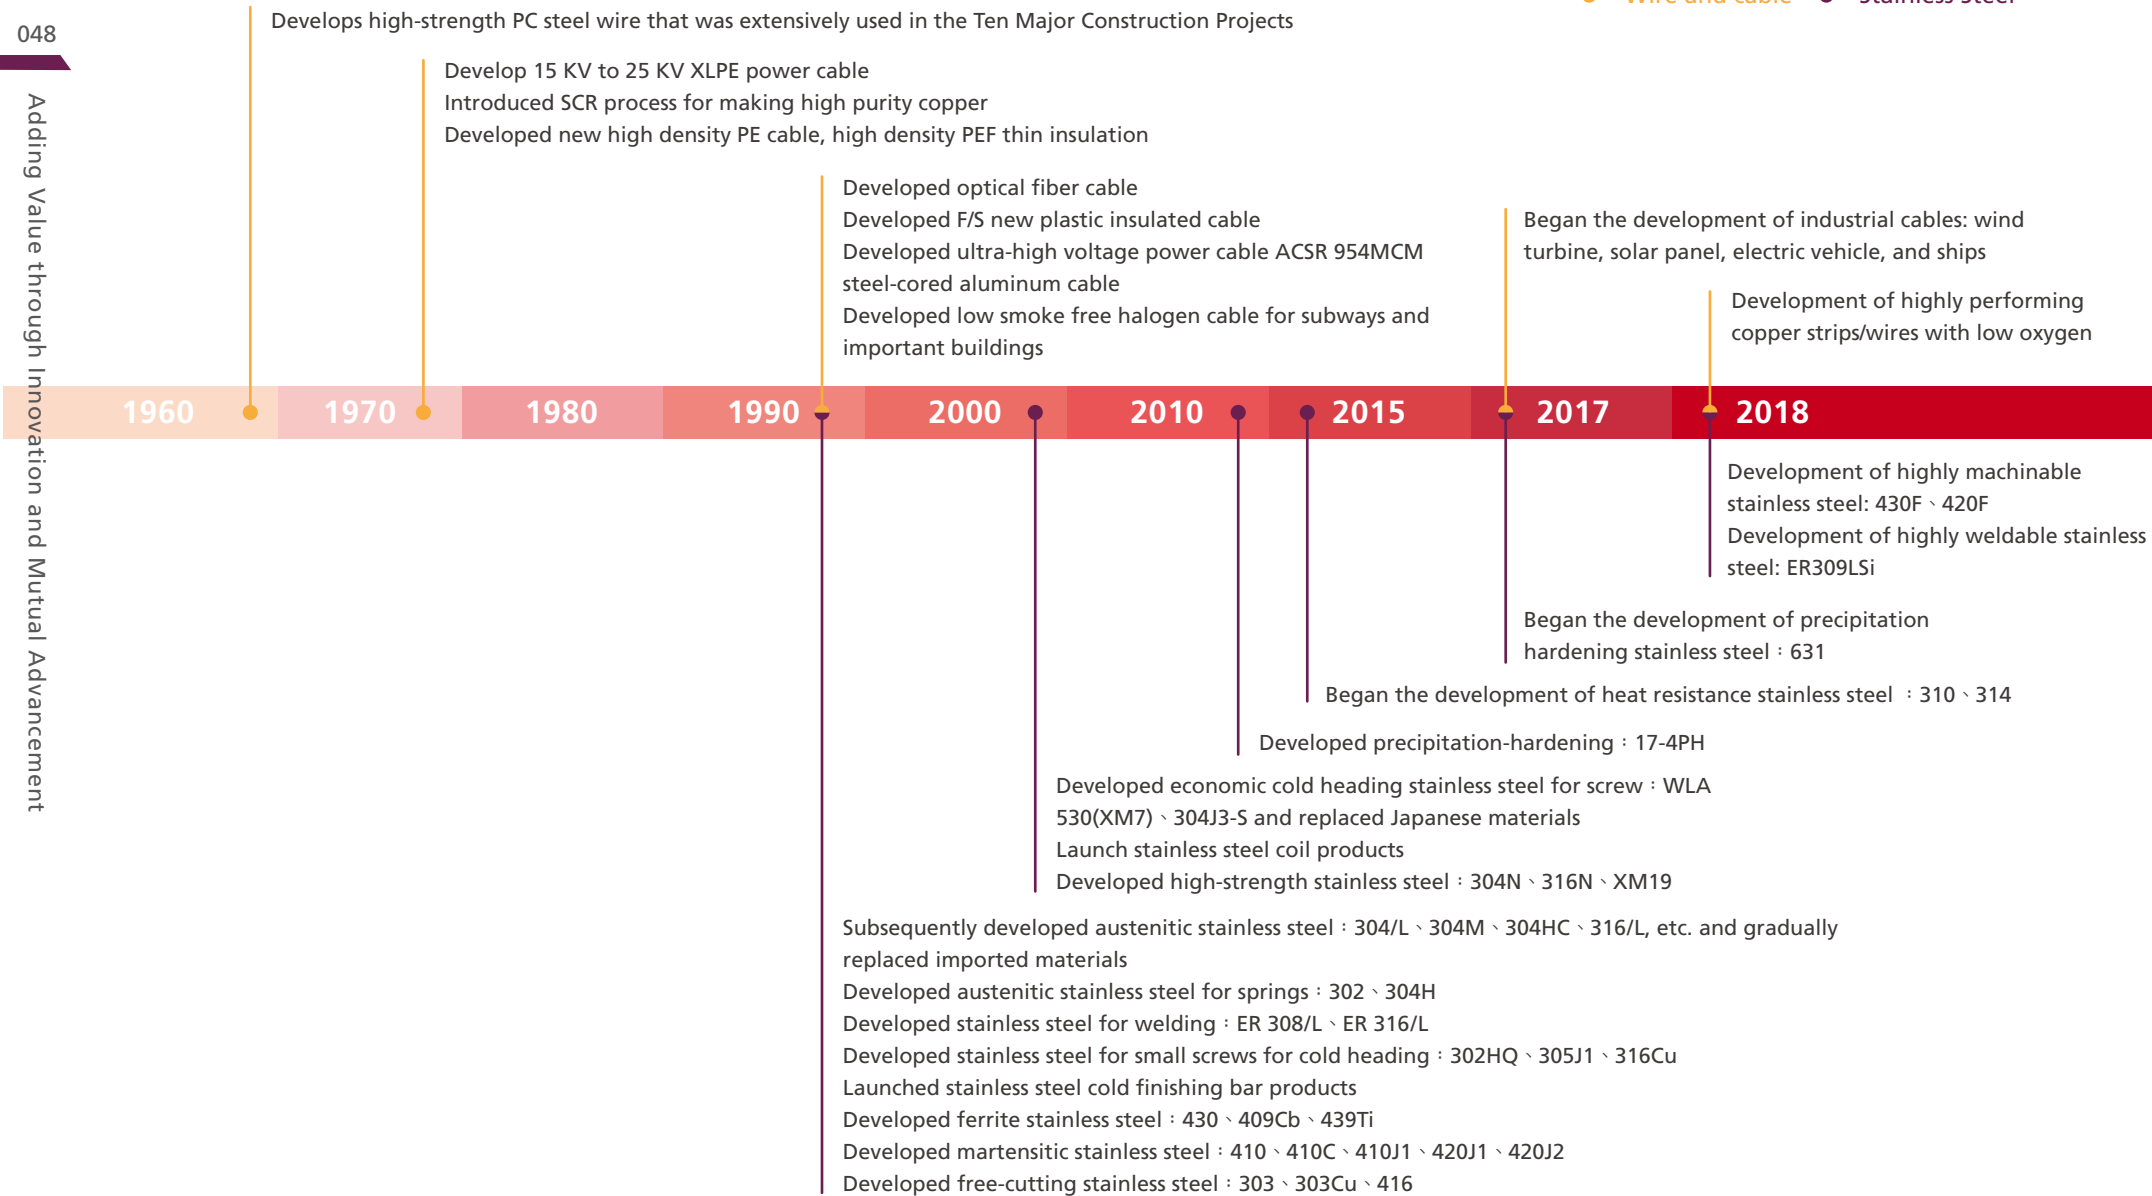 Wire and cable
Stainless Steel
048
Adding Value through Innovation and Mutual Advancement
Develops high-strength PC steel wire that was extensively used in the Ten Major Construction Projects
Develop 15 KV to 25 KV XLPE power cable
Introduced SCR process for making high purity copper
Developed new high density PE cable, high density PEF thin insulation
Developed optical fiber cable
Developed F/S new plastic insulated cable
Developed ultra-high voltage power cable ACSR 954MCM
steel-cored aluminum cable
Developed low smoke free halogen cable for subways and
important buildings
Began the development of industrial cables: wind
turbine, solar panel, electric vehicle, and ships
Development of highly performing
copper strips/wires with low oxygen
1960
1970
1980
1990
2000
2010
2015
2017
2018
Development of highly machinable
stainless steel: 430F、420F
Development of highly weldable stainless
steel: ER309LSi
Began the development of precipitation
hardening stainless steel：631
Began the development of heat resistance stainless steel ：310、314
Developed precipitation-hardening：17-4PH
Developed economic cold heading stainless steel for screw：WLA
530(XM7)、304J3-S and replaced Japanese materials
Launch stainless steel coil products
Developed high-strength stainless steel：304N、316N、XM19
Subsequently developed austenitic stainless steel：304/L、304M、304HC、316/L, etc. and gradually
replaced imported materials
Developed austenitic stainless steel for springs：302、304H
Developed stainless steel for welding：ER 308/L、ER 316/L
Developed stainless steel for small screws for cold heading：302HQ、305J1、316Cu
Launched stainless steel cold finishing bar products
Developed ferrite stainless steel：430、409Cb、439Ti
Developed martensitic stainless steel：410、410C、410J1、420J1、420J2
Developed free-cutting stainless steel：303、303Cu、416